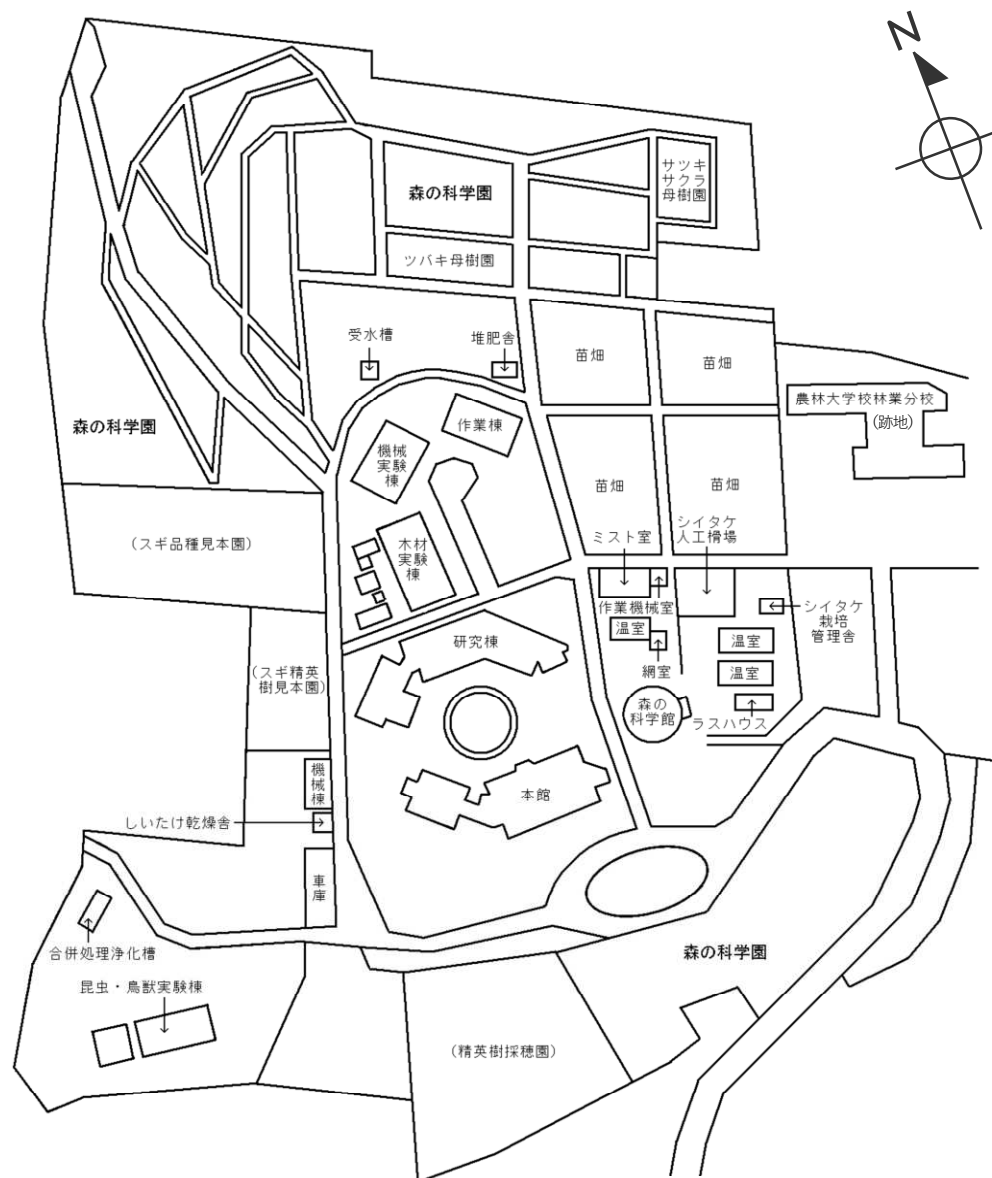 N
サツキ
サクラ
母樹園
森の科学園
ツバキ母樹園
受水槽
堆肥舎
苗畑
苗畑
農林大学校林業分校
(跡地)
作業棟
森の科学園
機械
実験
棟
苗畑
苗畑
(スギ品種見本園)
ミスト室
シイタケ
人工榾場
木材
実験
棟
作業機械室
シイタケ
栽培
管理舎
温室
温室
研究棟
網室
温室
(スギ精英
樹見本園)
森の
科学館
ラスハウス
機
械
棟
本館
しいたけ乾燥舎
車
庫
合併処理浄化槽
森の科学園
昆虫・鳥獣実験棟
(精英樹採穂園)